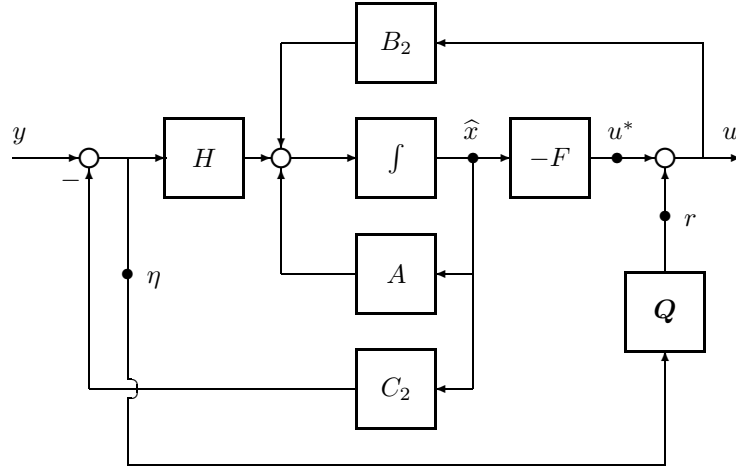 B₂
y
H
∫
x̂
−F
u*
u
−
A
η
r
Q
C₂